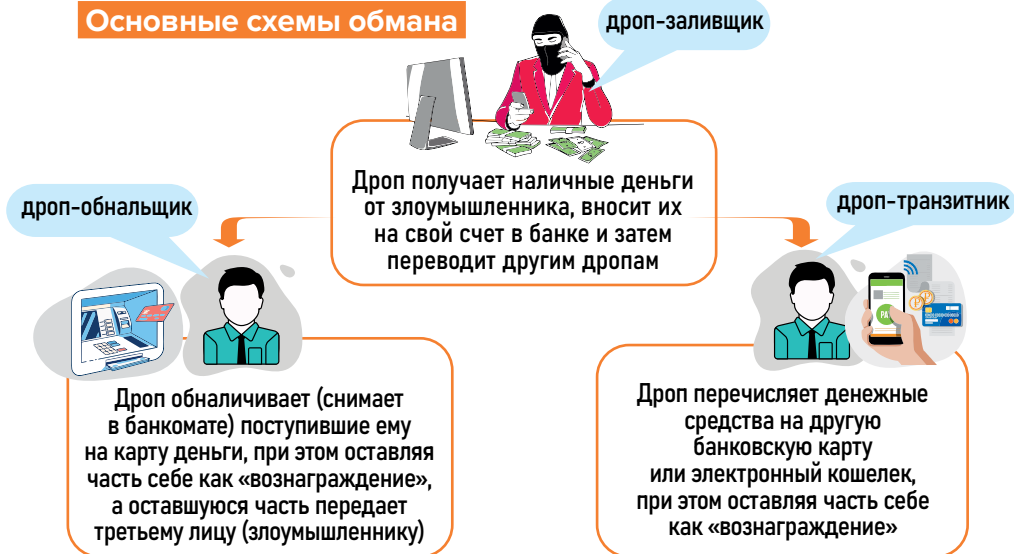 Основные схемы обмана
дроп-заливщик
Дроп получает наличные деньги
от злоумышленника, вносит их
на свой счет в банке и затем
переводит другим дропам
дроп-обнальщик
дроп-транзитник
PA
Дроп обналичивает (снимает
в банкомате) поступившие ему
на карту деньги, при этом оставляя
часть себе как «вознаграждение»,
а оставшуюся часть передает
третьему лицу (злоумышленнику)
Дроп перечисляет денежные
средства на другую
банковскую карту
или электронный кошелек,
при этом оставляя часть себе
как «вознаграждение»